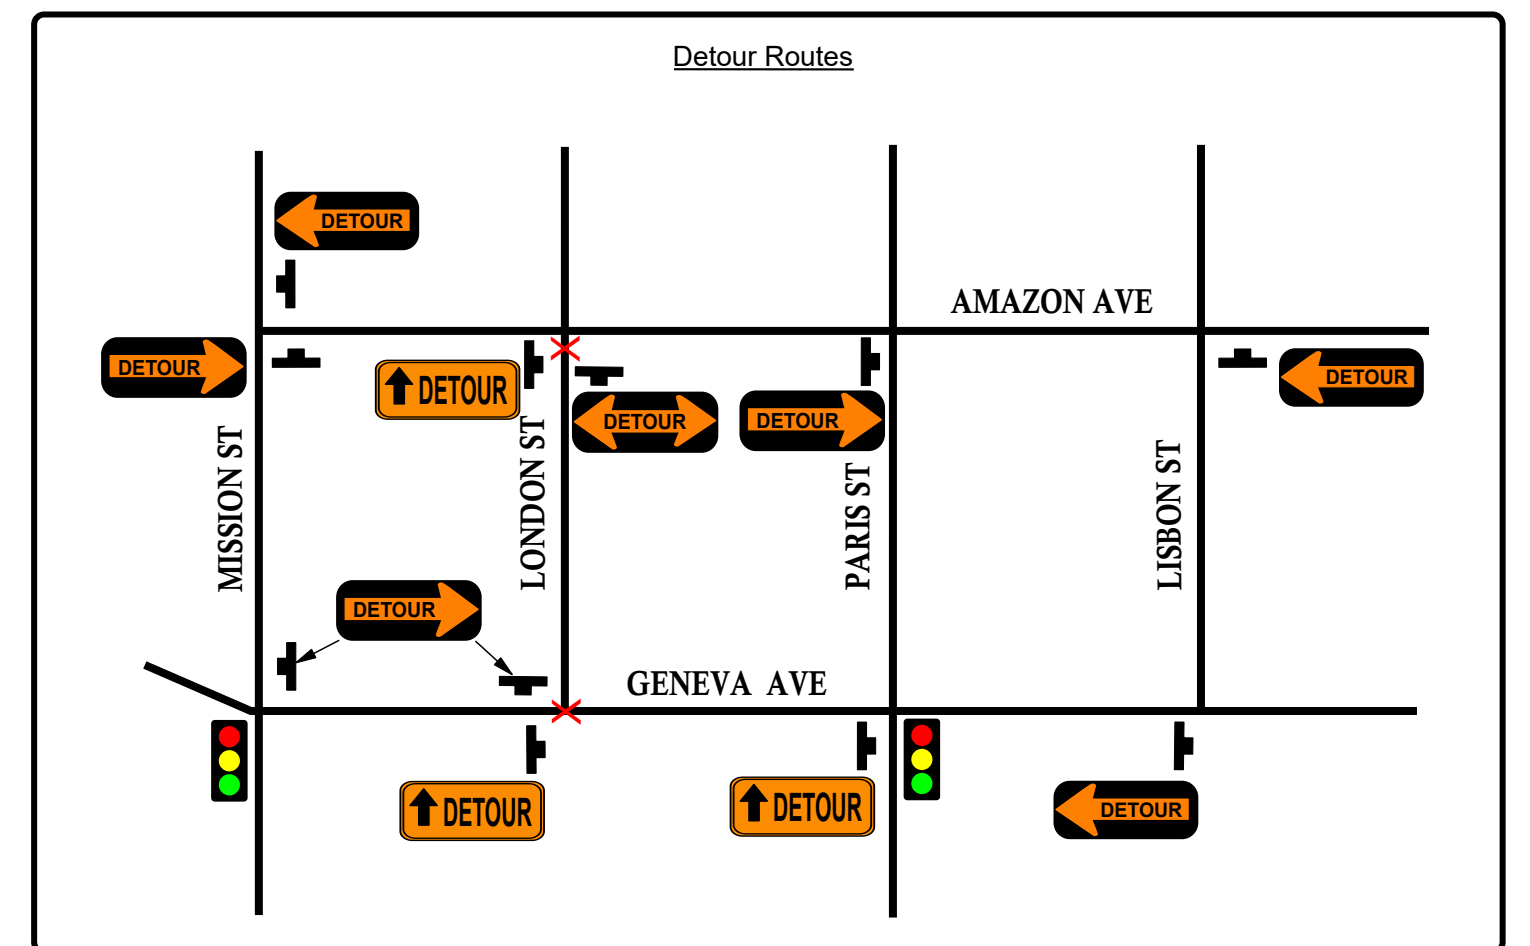 Detour Routes
DETOUR
AMAZON AVE
DETOUR
DETOUR
DETOUR
DETOUR
DETOUR
DETOUR
MISSION ST
LONDON ST
PARIS ST
LISBON ST
DETOUR
GENEVA AVE
DETOUR
DETOUR
DETOUR